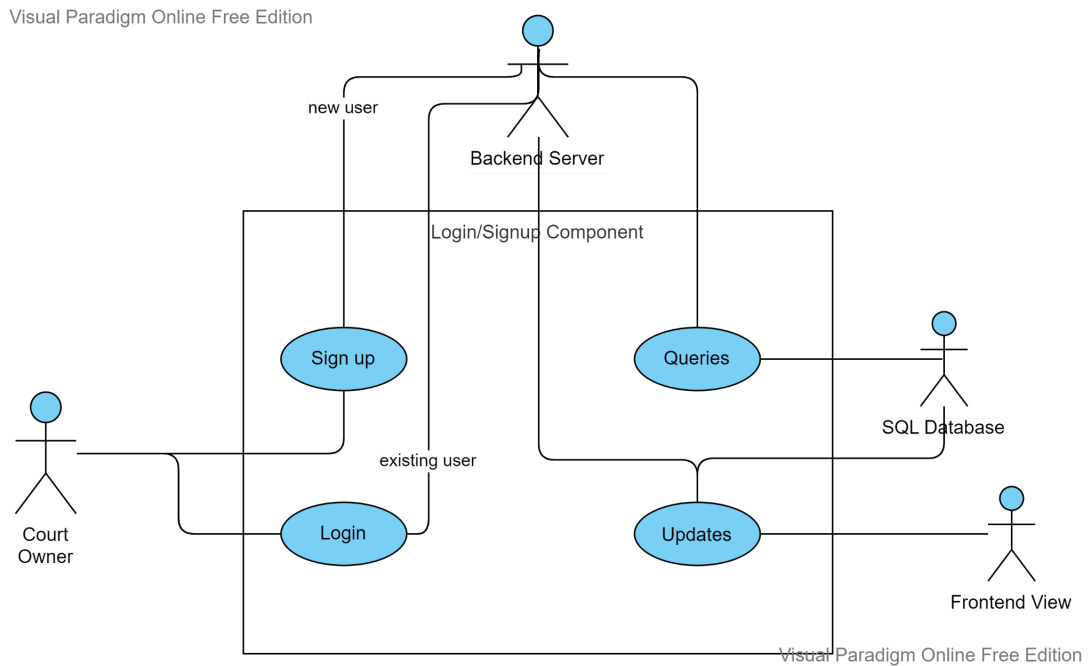 Visual Paradigm Online Free Edition
new user
Backend Server
Login/Signup Component
Sign up
Queries
SQL Database
existing user
Court
Owner
Login
Updates
Frontend View
Visual Paradigm Online Free Edition